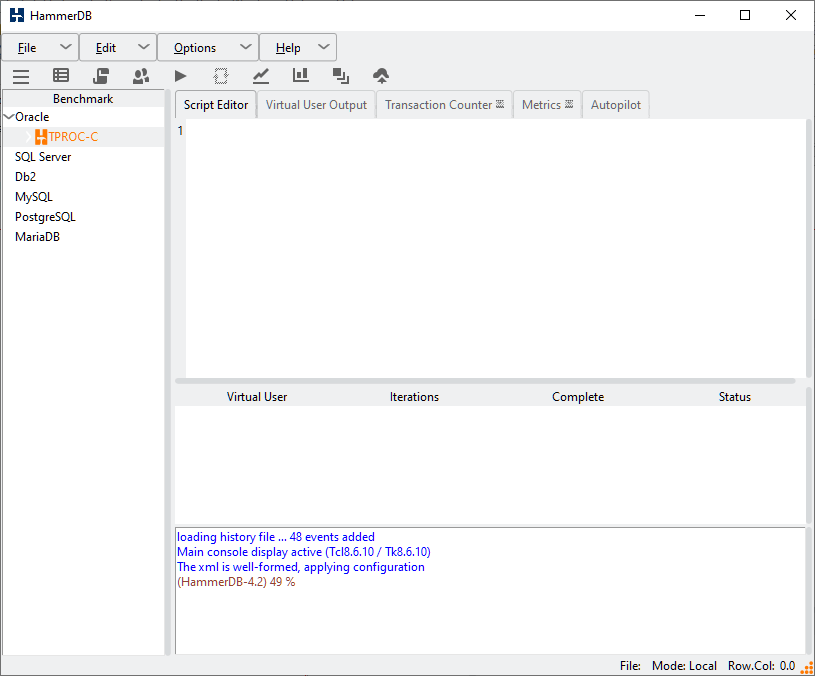 HammerDB
File Edit Options Help
Benchmark
Oracle
TPROC-C
SQL Server
Db2
MySQL
PostgreSQL
MariaDB
Script Editor Virtual User Output Transaction Counter Metrics Autopilot
1
Virtual User Iterations Complete Status
loading history file ... 48 events added
Main console display active (Tcl8.6.10 / Tk8.6.10)
The xml is well-formed, applying configuration
(HammerDB-4.2) 49 %
File: Mode: Local Row.Col: 0.0